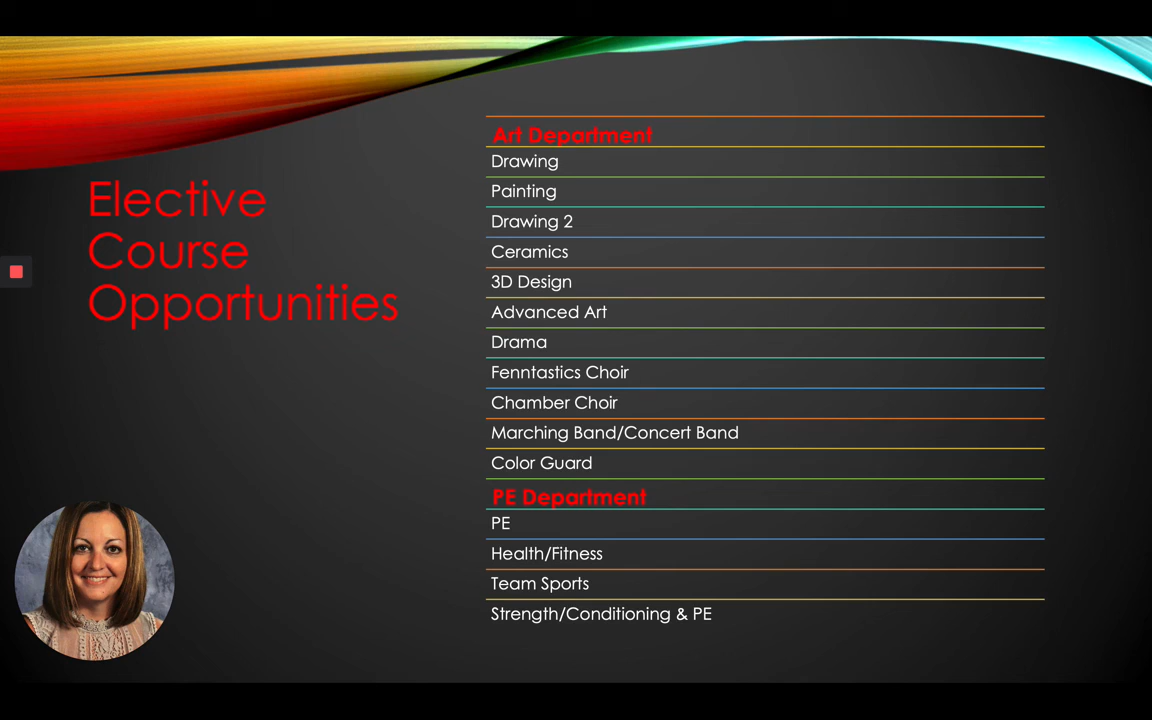 Elective
Course
Opportunities
Art Department
Drawing
Painting
Drawing 2
Ceramics
3D Design
Advanced Art
Drama
Fenntastics Choir
Chamber Choir
Marching Band/Concert Band
Color Guard
PE Department
PE
Health/Fitness
Team Sports
Strength/Conditioning & PE